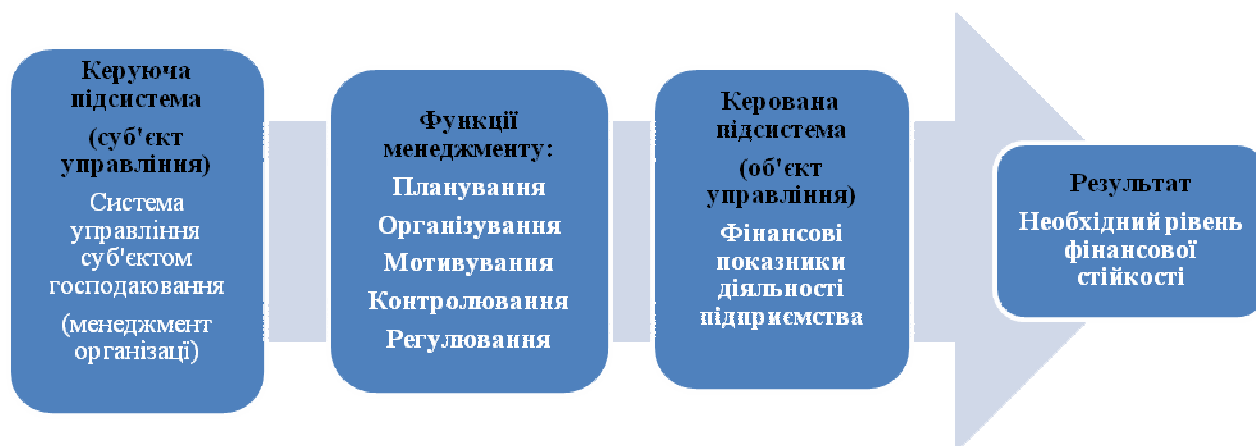 Керуюча
підсистема
(суб'єкт
управління)
Система
управління
суб'єктом
господаювання
(менеджмент
організаці)
Функції
менеджменту:
Планування
Організування
Мотивування
Контролювання
Регулювання
Керована
підсистема
(об'єкт
управління)
Фінансові
показники
діяльності
підприємства
Результат
Необхідний рівень
фінансової
стійкості